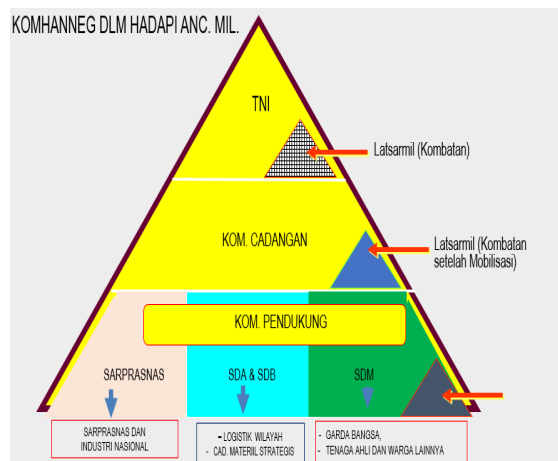 KOMHANNEG DLM HADAPI ANC. MIL.
TNI
Latsarmil (Kombatan)
KOM. CADANGAN
Latsarmil (Kombatan
setelah Mobilisasi)
KOM. PENDUKUNG
SARPRASNAS
SDA & SDB
SDM
SARPRASNAS DAN
INDUSTRI NASIONAL
- LOGISTIK WILAYAH
- CAD. MATERIIL STRATEGIS
- GARDA BANGSA,
- TENAGA AHLI DAN WARGA LAINNYA